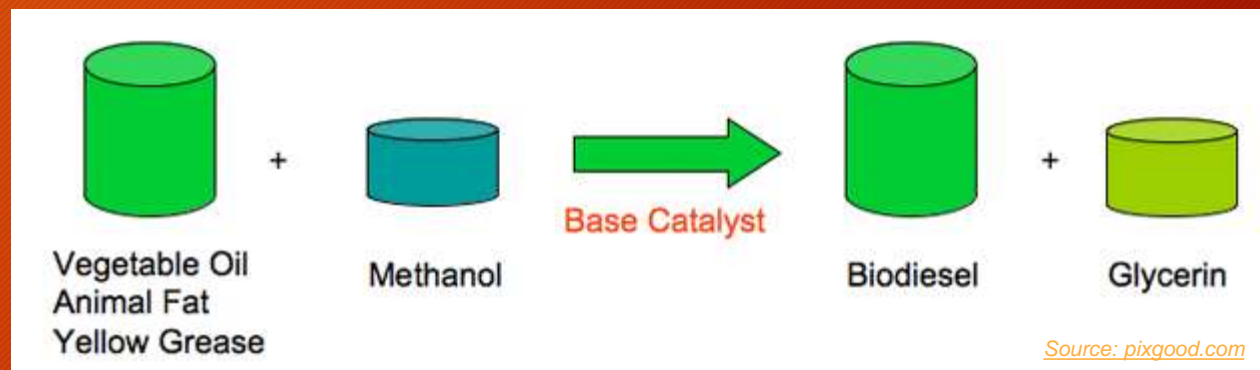 +
+
Base Catalyst
Vegetable Oil
Animal Fat
Yellow Grease
Methanol
Biodiesel
Glycerin
Source: pixgood.com